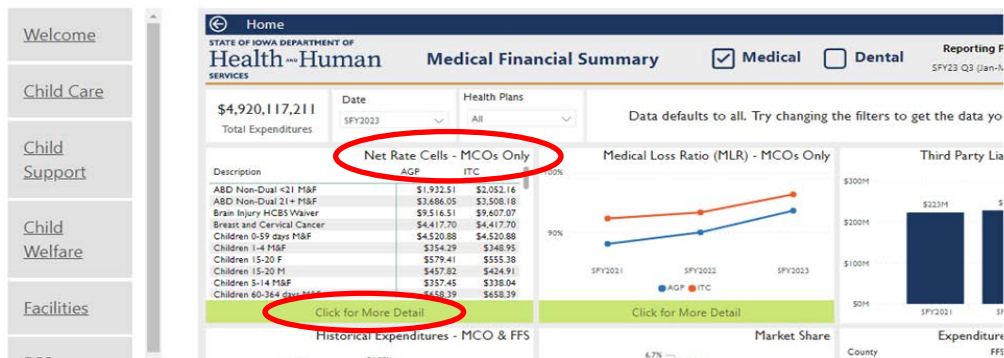 Welcome
Child Care
Child
Support
Child
Welfare
Facilities
Home
STATE OF IOWA DEPARTMENT OF
Health AND Human
SERVICES
Medical Financial Summary
Medical
Dental
Reporting P
SFY23 Q3 (Jan-M
$4,920,117,211
Total Expenditures
Date
SFY2023
Health Plans
All
Data defaults to all. Try changing the filters to get the data yo
Net Rate Cells - MCOs Only
Description AGP ITC
ABD Non-Dual <21 M&F $1,932.51 $2,052.16
ABD Non-Dual 21+ M&F $3,686.05 $3,508.18
Brain Injury HCBS Waiver $9,516.51 $9,607.07
Breast and Cervical Cancer $4,417.70 $4,417.70
Children 0-59 days M&F $4,520.88 $4,520.88
Children 1-4 M&F $354.29 $348.95
Children 15-20 F $579.41 $555.38
Children 15-20 M $457.82 $424.91
Children 5-14 M&F $357.45 $338.04
Children 60-364 days M&F $658.39 $658.39
Click for More Detail
Medical Loss Ratio (MLR) - MCOs Only
100%
90%
SFY2021 SFY2022 SFY2023
AGP ITC
Click for More Detail
Third Party Lia
$300M
$223M
$200M
$100M
$0M
SFY2021
Historical Expenditures - MCO & FFS
Market Share
6.7%
Expenditure
County FFS